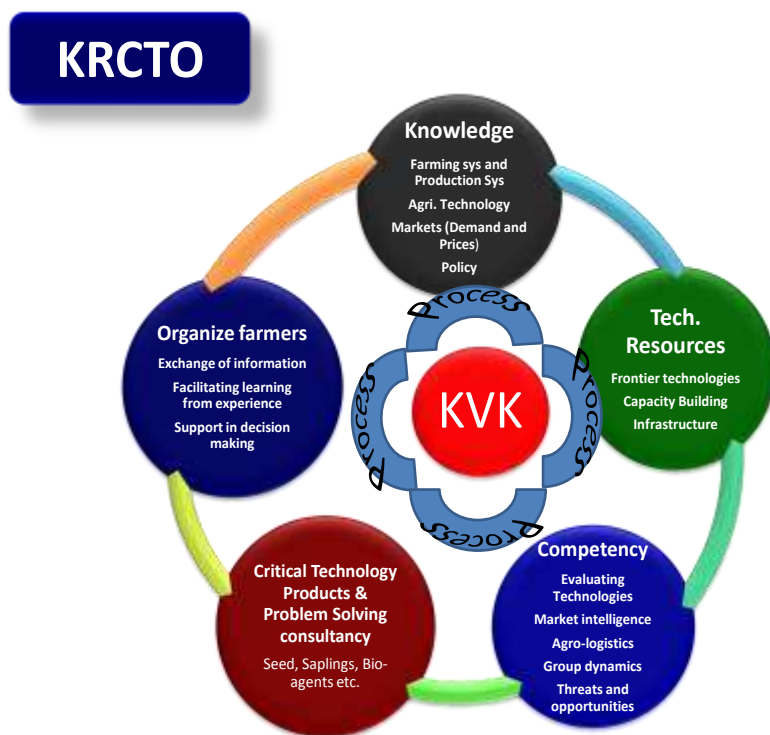 KRCTO
Knowledge
Farming sys and
Production Sys
Agri. Technology
Markets (Demand and
Prices)
Policy
Tech.
Resources
Frontier technologies
Capacity Building
Infrastructure
Competency
Evaluating
Technologies
Market intelligence
Agro-logistics
Group dynamics
Threats and
opportunities
Critical Technology
Products &
Problem Solving
consultancy
Seed, Saplings, Bio-
agents etc.
Organize farmers
Exchange of information
Facilitating learning
from experience
Support in decision
making
Process
Process
Process
Process
KVK